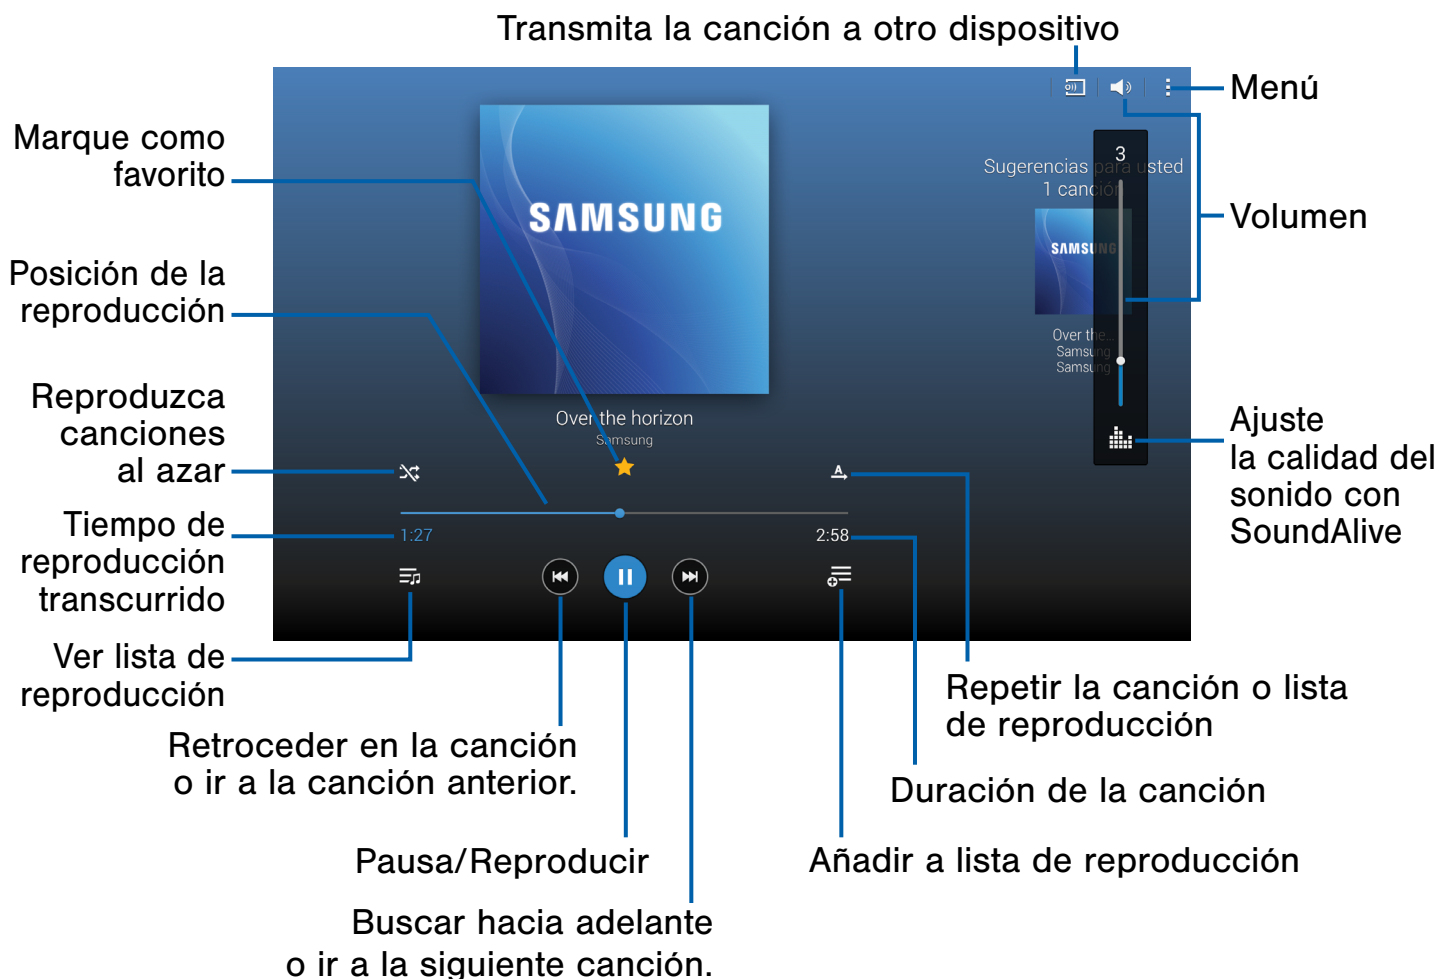 Transmita la canción a otro dispositivo
Menú
Marque como
favorito
3
Sugerencias para usted
1 canción
SAMSUNG
SAMSUNG
Volumen
Posición de la
reproducción
Over the...
Samsung
Samsung
Reproduzca
canciones
al azar
Over the horizon
Samsung
Ajuste
la calidad del
sonido con
SoundAlive
A
Tiempo de
reproducción
transcurrido
1:27
2:58
Ver lista de
reproducción
Repetir la canción o lista
de reproducción
Retroceder en la canción
o ir a la canción anterior.
Duración de la canción
Pausa/Reproducir
Añadir a lista de reproducción
Buscar hacia adelante
o ir a la siguiente canción.